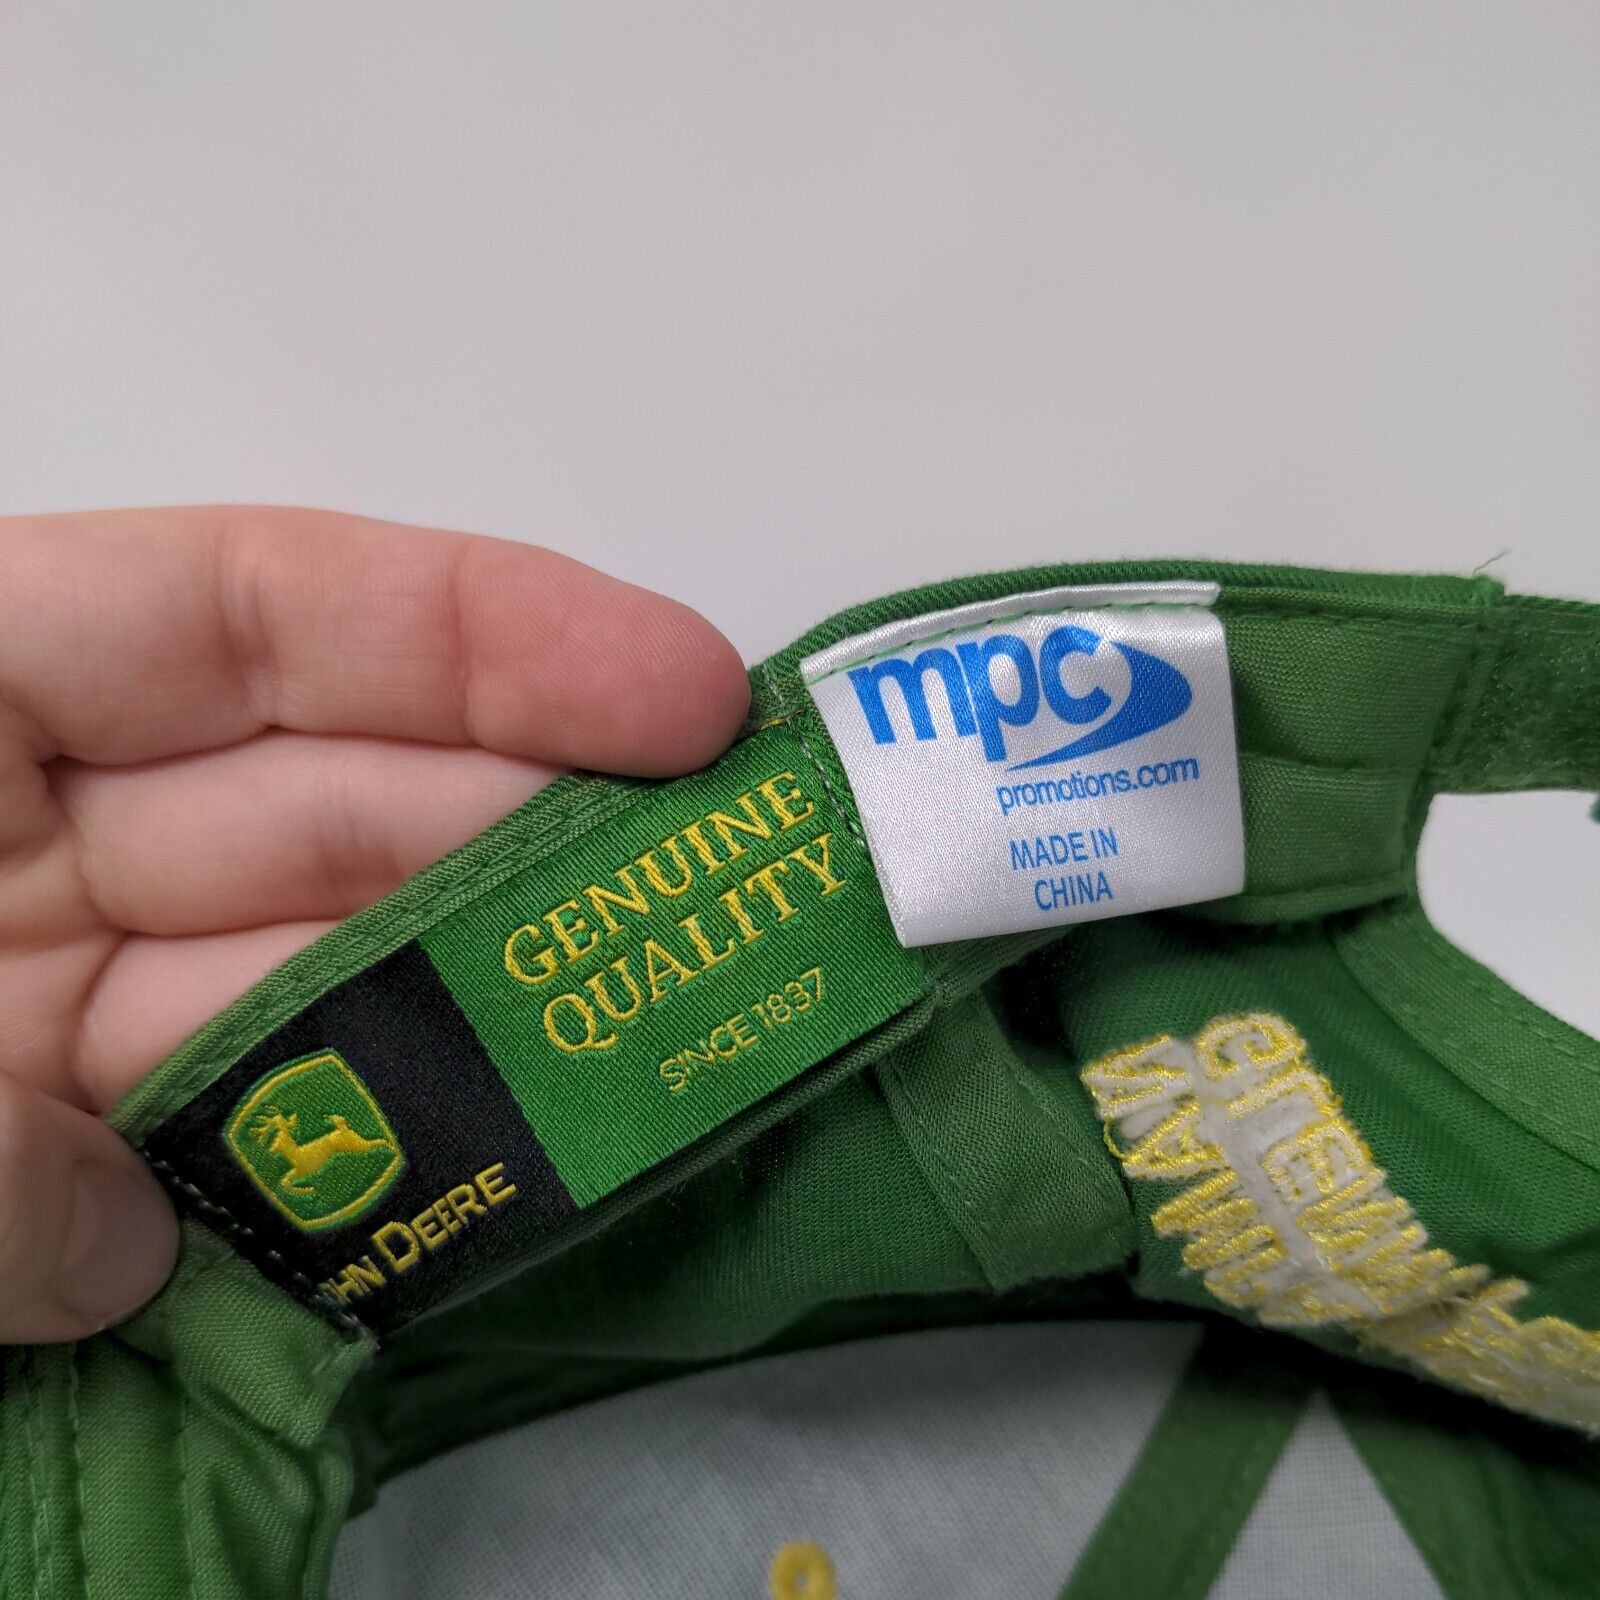 mpc
promotions.com
MADE IN
CHINA
GENUINE
QUALITY
SINCE 1837
JOHN DEERE